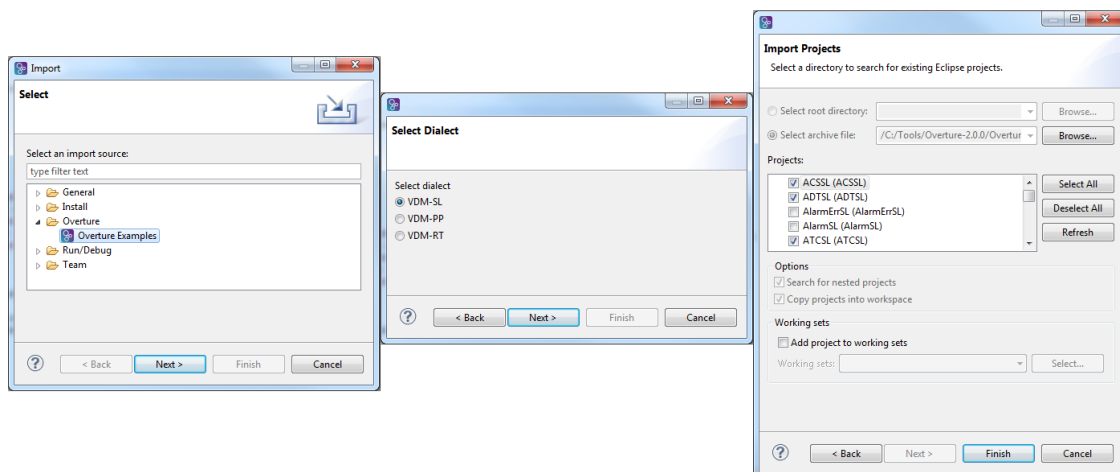 Import
Select
Select an import source:
type filter text
General
Install
Overture
Overture Examples
Run/Debug
Team
?
< Back
Next >
Finish
Cancel
Select Dialect
Select dialect
VDM-SL
VDM-PP
VDM-RT
?
< Back
Next >
Finish
Cancel
Import Projects
Select a directory to search for existing Eclipse projects.
Select root directory:
Browse...
Select archive file:
/C:/Tools/Overture-2.0.0/Overtur
Browse...
Projects:
ACSSL (ACSSL)
ADTSL (ADTSL)
AlarmErrSL (AlarmErrSL)
AlarmSL (AlarmSL)
ATCSL (ATCSL)
Select All
Deselect All
Refresh
Options
Search for nested projects
Copy projects into workspace
Working sets
Add project to working sets
Working sets:
Select...
?
< Back
Next >
Finish
Cancel